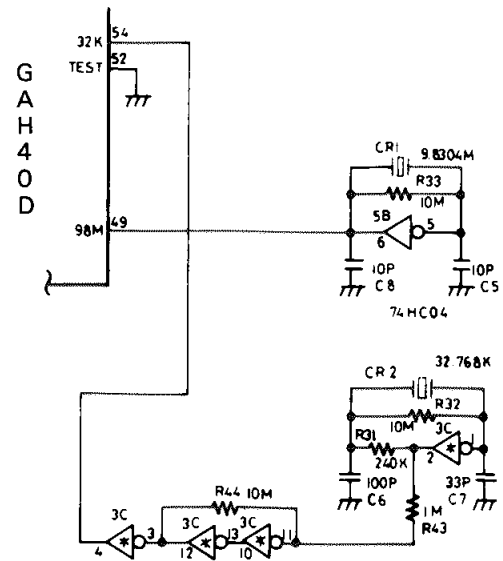 GAH40D
32K
54
TEST
52
98M
49
CR1
9.8304M
R33
10M
5B
6
5
10P
C8
10P
C5
74HC04
CR2
32.768K
R32
10M
3C
R31
240K
2
1
100P
C6
33P
C7
1M
R43
R44 10M
3C
4
3
3C
12
13
3C
10
11